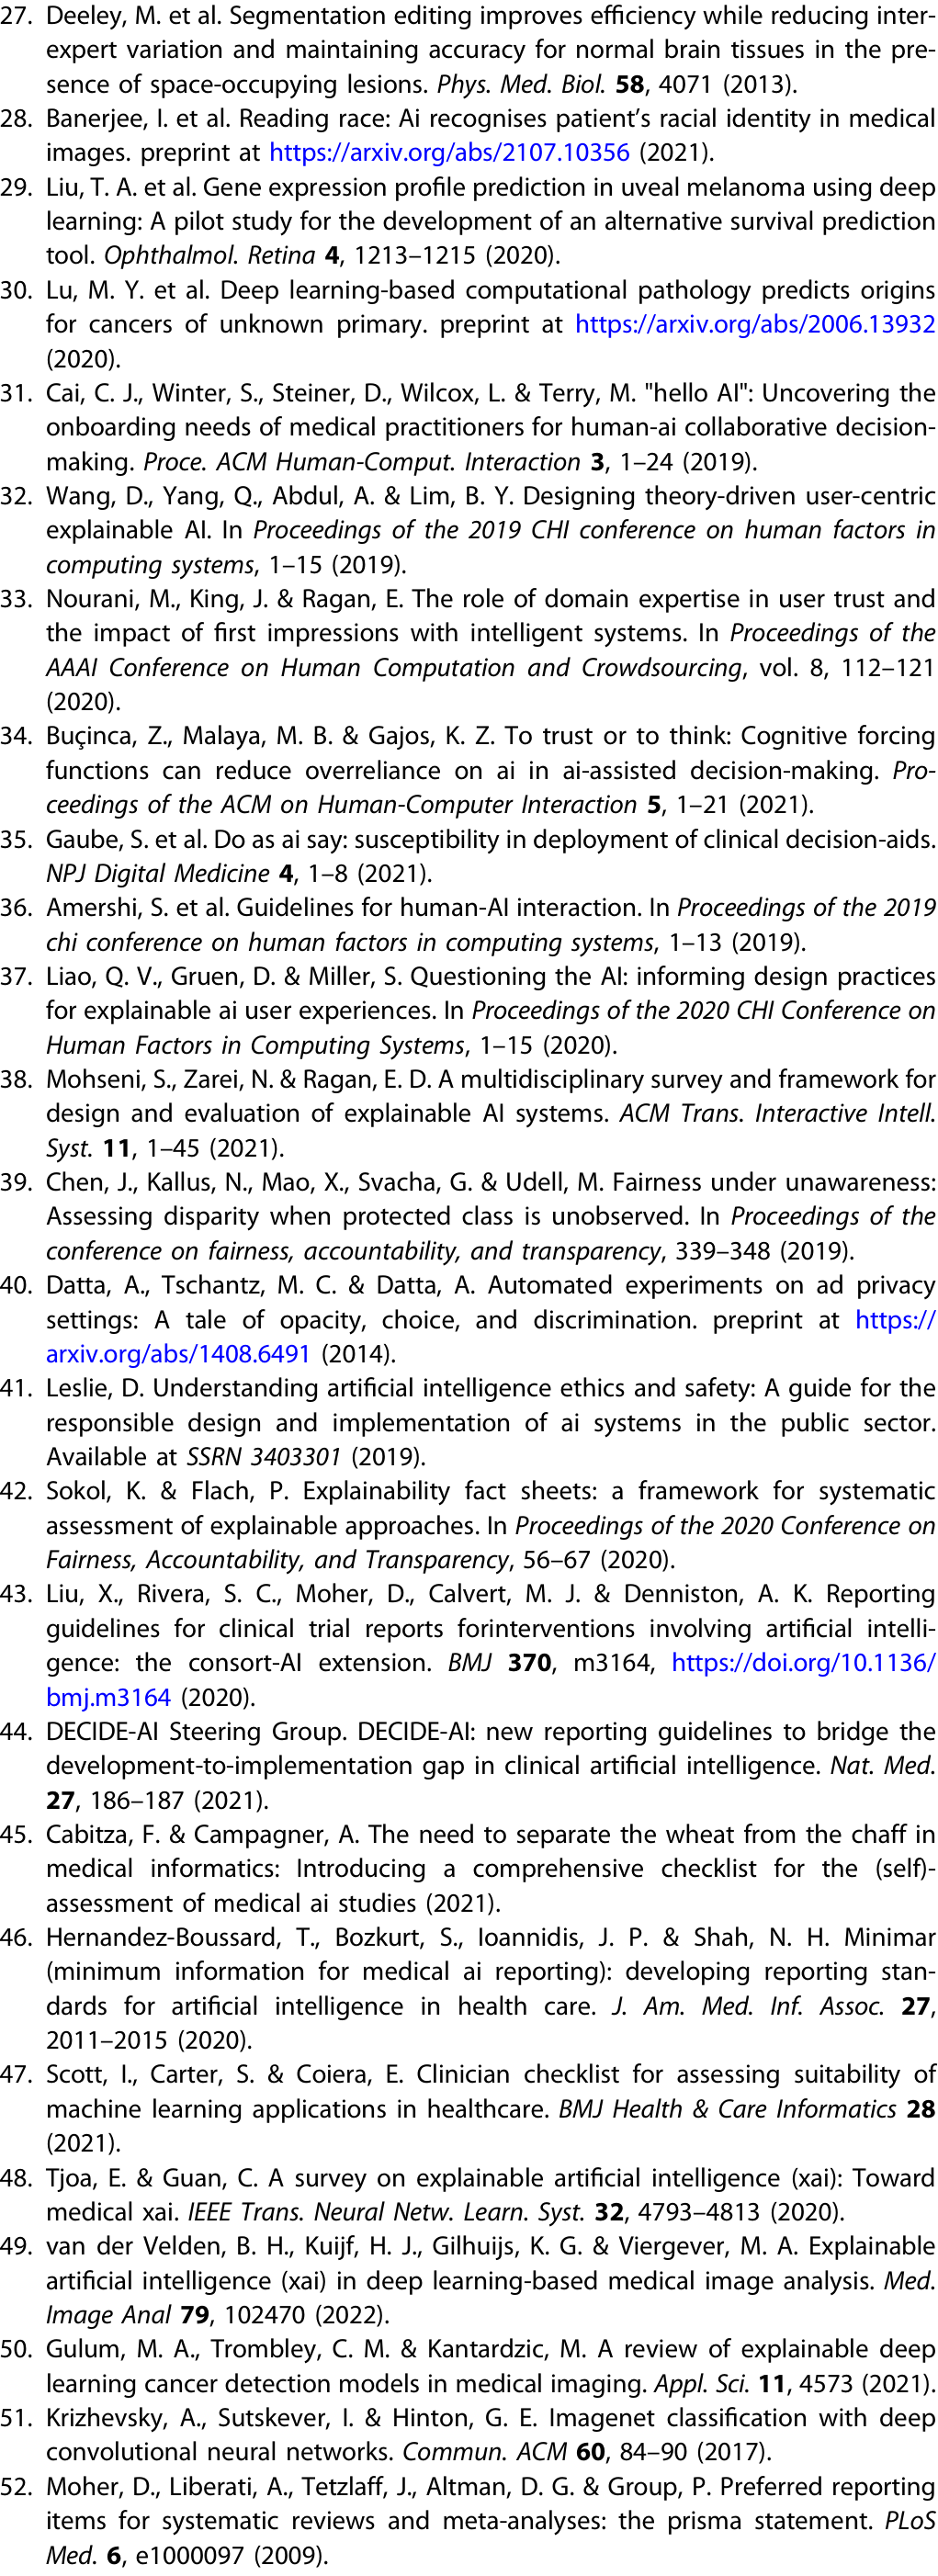 27. Deeley, M. et al. Segmentation editing improves efficiency while reducing inter-
expert variation and maintaining accuracy for normal brain tissues in the pre-
sence of space-occupying lesions. Phys. Med. Biol. 58, 4071 (2013).
28. Banerjee, I. et al. Reading race: Ai recognises patient’s racial identity in medical
images. preprint at https://arxiv.org/abs/2107.10356 (2021).
29. Liu, T. A. et al. Gene expression profile prediction in uveal melanoma using deep
learning: A pilot study for the development of an alternative survival prediction
tool. Ophthalmol. Retina 4, 1213–1215 (2020).
30. Lu, M. Y. et al. Deep learning-based computational pathology predicts origins
for cancers of unknown primary. preprint at https://arxiv.org/abs/2006.13932
(2020).
31. Cai, C. J., Winter, S., Steiner, D., Wilcox, L. & Terry, M. "hello AI": Uncovering the
onboarding needs of medical practitioners for human-ai collaborative decision-
making. Proce. ACM Human-Comput. Interaction 3, 1–24 (2019).
32. Wang, D., Yang, Q., Abdul, A. & Lim, B. Y. Designing theory-driven user-centric
explainable AI. In Proceedings of the 2019 CHI conference on human factors in
computing systems, 1–15 (2019).
33. Nourani, M., King, J. & Ragan, E. The role of domain expertise in user trust and
the impact of first impressions with intelligent systems. In Proceedings of the
AAAI Conference on Human Computation and Crowdsourcing, vol. 8, 112–121
(2020).
34. Buçinca, Z., Malaya, M. B. & Gajos, K. Z. To trust or to think: Cognitive forcing
functions can reduce overreliance on ai in ai-assisted decision-making. Pro-
ceedings of the ACM on Human-Computer Interaction 5, 1–21 (2021).
35. Gaube, S. et al. Do as ai say: susceptibility in deployment of clinical decision-aids.
NPJ Digital Medicine 4, 1–8 (2021).
36. Amershi, S. et al. Guidelines for human-AI interaction. In Proceedings of the 2019
chi conference on human factors in computing systems, 1–13 (2019).
37. Liao, Q. V., Gruen, D. & Miller, S. Questioning the AI: informing design practices
for explainable ai user experiences. In Proceedings of the 2020 CHI Conference on
Human Factors in Computing Systems, 1–15 (2020).
38. Mohseni, S., Zarei, N. & Ragan, E. D. A multidisciplinary survey and framework for
design and evaluation of explainable AI systems. ACM Trans. Interactive Intell.
Syst. 11, 1–45 (2021).
39. Chen, J., Kallus, N., Mao, X., Svacha, G. & Udell, M. Fairness under unawareness:
Assessing disparity when protected class is unobserved. In Proceedings of the
conference on fairness, accountability, and transparency, 339–348 (2019).
40. Datta, A., Tschantz, M. C. & Datta, A. Automated experiments on ad privacy
settings: A tale of opacity, choice, and discrimination. preprint at https://
arxiv.org/abs/1408.6491 (2014).
41. Leslie, D. Understanding artificial intelligence ethics and safety: A guide for the
responsible design and implementation of ai systems in the public sector.
Available at SSRN 3403301 (2019).
42. Sokol, K. & Flach, P. Explainability fact sheets: a framework for systematic
assessment of explainable approaches. In Proceedings of the 2020 Conference on
Fairness, Accountability, and Transparency, 56–67 (2020).
43. Liu, X., Rivera, S. C., Moher, D., Calvert, M. J. & Denniston, A. K. Reporting
guidelines for clinical trial reports forinterventions involving artificial intelli-
gence: the consort-AI extension. BMJ 370, m3164, https://doi.org/10.1136/
bmj.m3164 (2020).
44. DECIDE-AI Steering Group. DECIDE-AI: new reporting guidelines to bridge the
development-to-implementation gap in clinical artificial intelligence. Nat. Med.
27, 186–187 (2021).
45. Cabitza, F. & Campagner, A. The need to separate the wheat from the chaff in
medical informatics: Introducing a comprehensive checklist for the (self)-
assessment of medical ai studies (2021).
46. Hernandez-Boussard, T., Bozkurt, S., Ioannidis, J. P. & Shah, N. H. Minimar
(minimum information for medical ai reporting): developing reporting stan-
dards for artificial intelligence in health care. J. Am. Med. Inf. Assoc. 27,
2011–2015 (2020).
47. Scott, I., Carter, S. & Coiera, E. Clinician checklist for assessing suitability of
machine learning applications in healthcare. BMJ Health & Care Informatics 28
(2021).
48. Tjoa, E. & Guan, C. A survey on explainable artificial intelligence (xai): Toward
medical xai. IEEE Trans. Neural Netw. Learn. Syst. 32, 4793–4813 (2020).
49. van der Velden, B. H., Kuijf, H. J., Gilhuijs, K. G. & Viergever, M. A. Explainable
artificial intelligence (xai) in deep learning-based medical image analysis. Med.
Image Anal 79, 102470 (2022).
50. Gulum, M. A., Trombley, C. M. & Kantardzic, M. A review of explainable deep
learning cancer detection models in medical imaging. Appl. Sci. 11, 4573 (2021).
51. Krizhevsky, A., Sutskever, I. & Hinton, G. E. Imagenet classification with deep
convolutional neural networks. Commun. ACM 60, 84–90 (2017).
52. Moher, D., Liberati, A., Tetzlaff, J., Altman, D. G. & Group, P. Preferred reporting
items for systematic reviews and meta-analyses: the prisma statement. PLoS
Med. 6, e1000097 (2009).